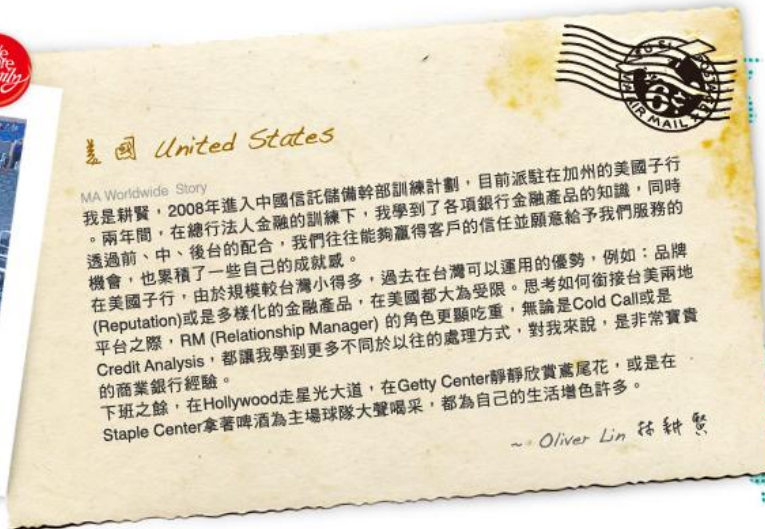 美國 United States
MA Worldwide Story
我是耕賢，2008年進入中國信託儲備幹部訓練計劃，目前派駐在加州的美國子行
。兩年間，在總行法人金融的訓練下，我學到了各項銀行金融產品的知識，同時
透過前、中、後台的配合，我們往往能夠贏得客戶的信任並願意給予我們服務的
機會，也累積了一些自己的成就感。
在美國子行，由於規模較台灣小得多，過去在台灣可以運用的優勢，例如：品牌
(Reputation)或是多樣化的金融產品，在美國都大為受限。思考如何銜接台美兩地
平台之際，RM (Relationship Manager) 的角色更顯吃重，無論是Cold Call或是
Credit Analysis，都讓我學到更多不同於以往的處理方式，對我來說，是非常寶貴
的商業銀行經驗。
下班之餘，在Hollywood走星光大道，在Getty Center靜靜欣賞鳶尾花，或是在
Staple Center拿著啤酒為主場球隊大聲喝采，都為自己的生活增色許多。
~ Oliver Lin 林耕賢
AIR MAIL